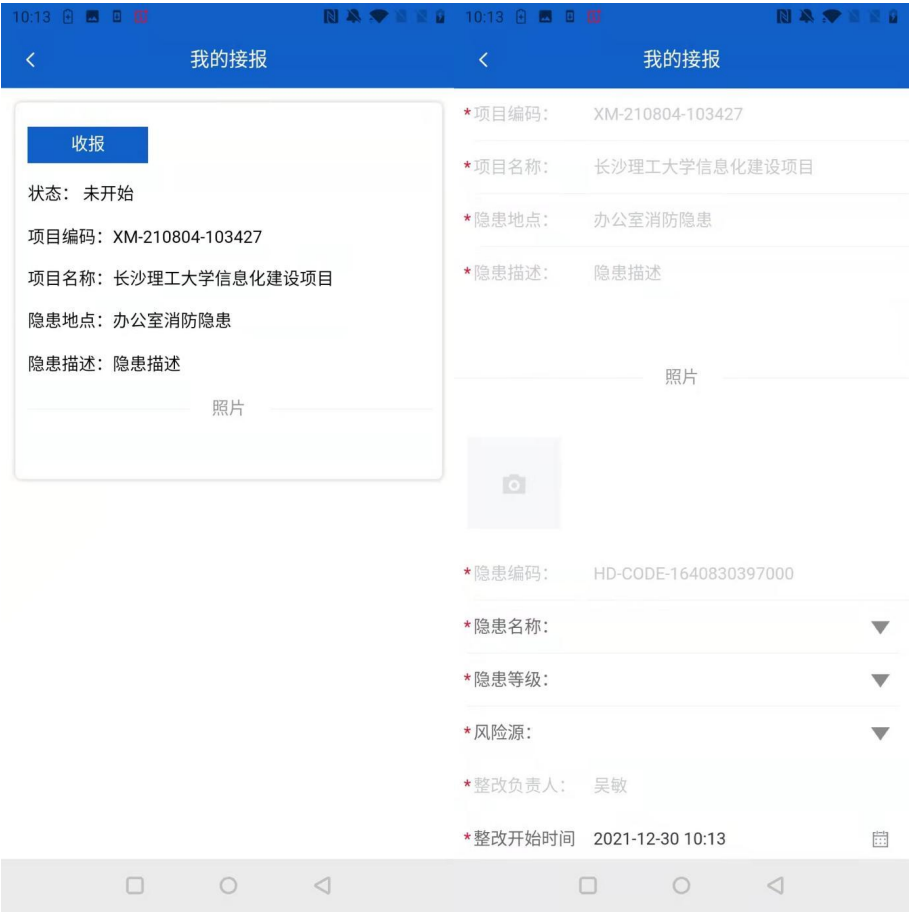 10:13
我的接报
收报
状态： 未开始
项目编码：XM-210804-103427
项目名称：长沙理工大学信息化建设项目
隐患地点：办公室消防隐患
隐患描述：隐患描述
照片
10:13
我的接报
*项目编码： XM-210804-103427
*项目名称： 长沙理工大学信息化建设项目
*隐患地点： 办公室消防隐患
*隐患描述： 隐患描述
照片
*隐患编码： HD-CODE-1640830397000
*隐患名称：
*隐患等级：
*风险源：
*整改负责人： 吴敏
*整改开始时间 2021-12-30 10:13